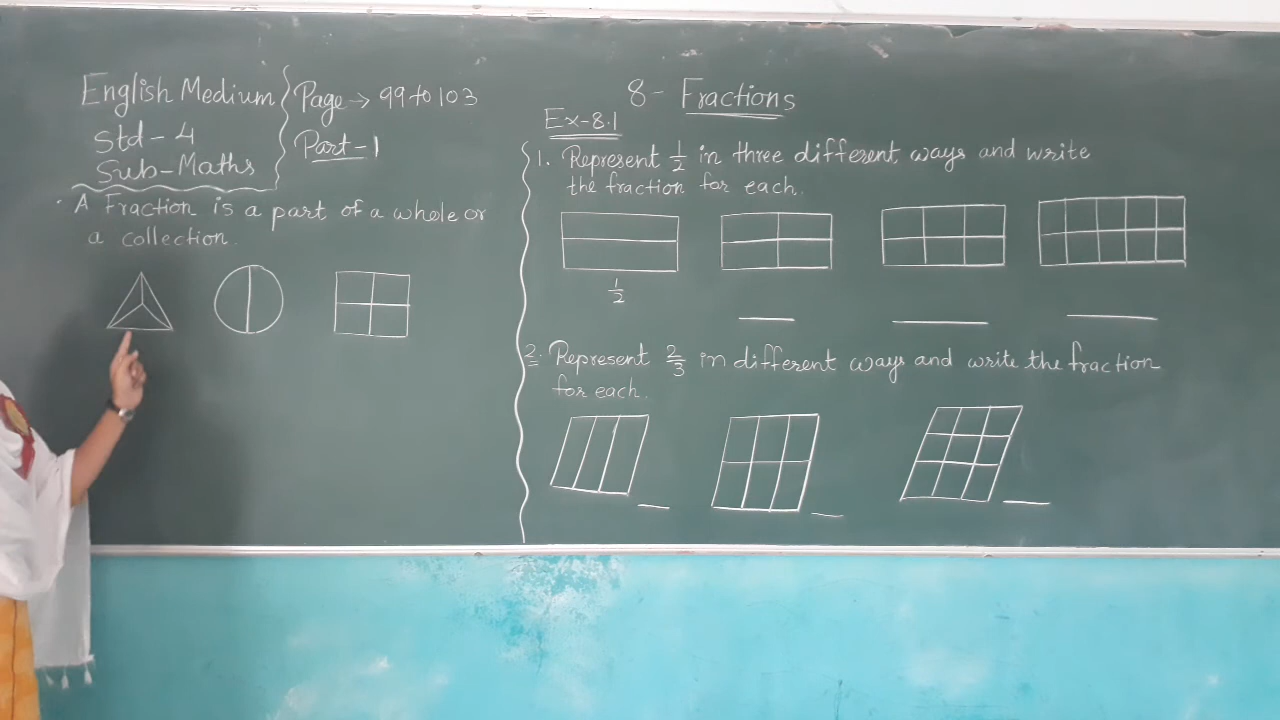 English Medium
Std-4
Sub-Maths
Page→ 99 to 103
Part-1
· A Fraction is a part of a whole or
a collection.
8- Fractions
Ex-8.1
1. Represent 1/2 in three different ways and write
the fraction for each.
1/2
2. Represent 2/3 in different ways and write the fraction
for each.